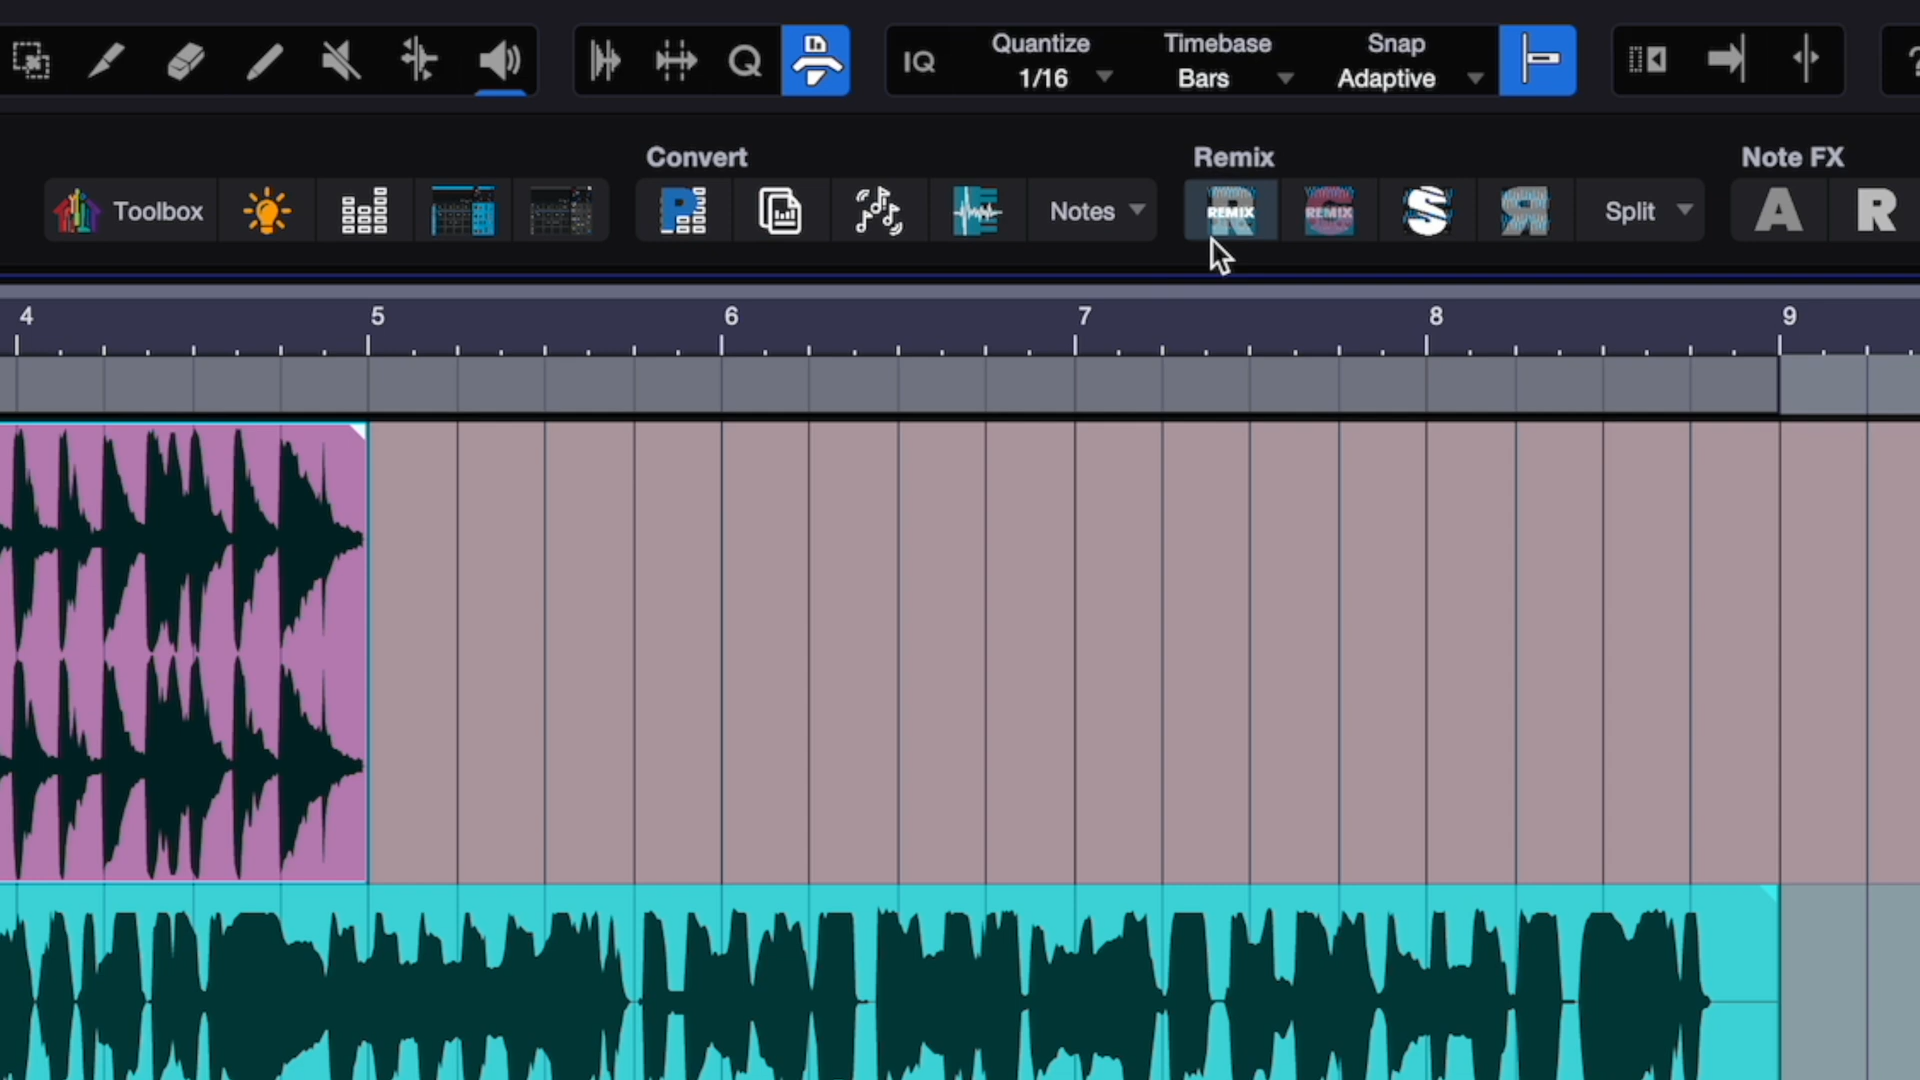 Q
IQ
Quantize
1/16
Timebase
Bars
Snap
Adaptive
?
Convert
Remix
Note FX
Toolbox
P
Notes
R REMIX
REMIX
S
Split
A
R
4 5 6 7 8 9